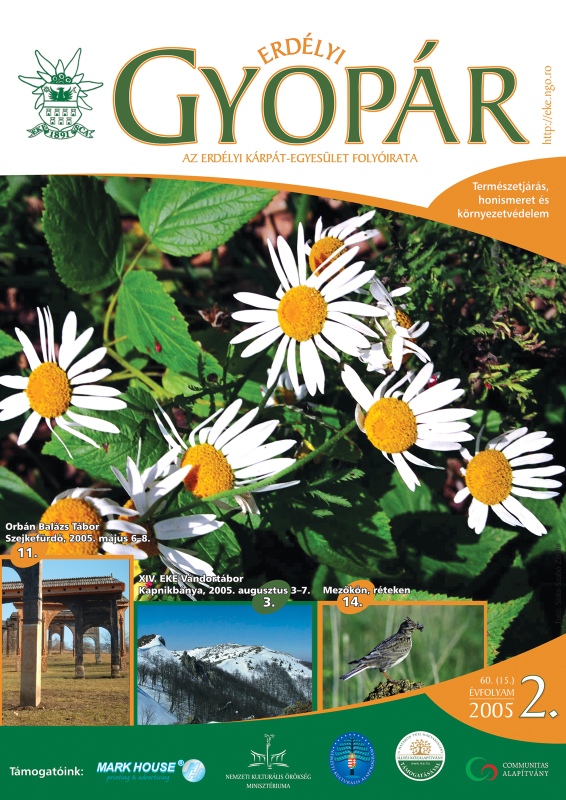 ERDÉLYI
GYOPÁR
AZ ERDÉLYI KÁRPÁT-EGYESÜLET FOLYÓIRATA
http://eke.ngo.ro
EKE 1891
Természetjárás,
honismeret és
környezetvédelem
Orbán Balázs Tábor
Szejkefürdő, 2005. május 6–8.
11.
XIV. EKE Vándortábor
Kapnikbánya, 2005. augusztus 3–7.
3.
Mezőkön, réteken
14.
60. (15.)
ÉVFOLYAM
2005 2.
Támogatóink:
MARK HOUSE®
printing & advertising
NEMZETI KULTURÁLIS ÖRÖKSÉG
MINISZTÉRIUMA
TÁMOGATÁSSAL
COMMUNITAS
ALAPÍTVÁNY